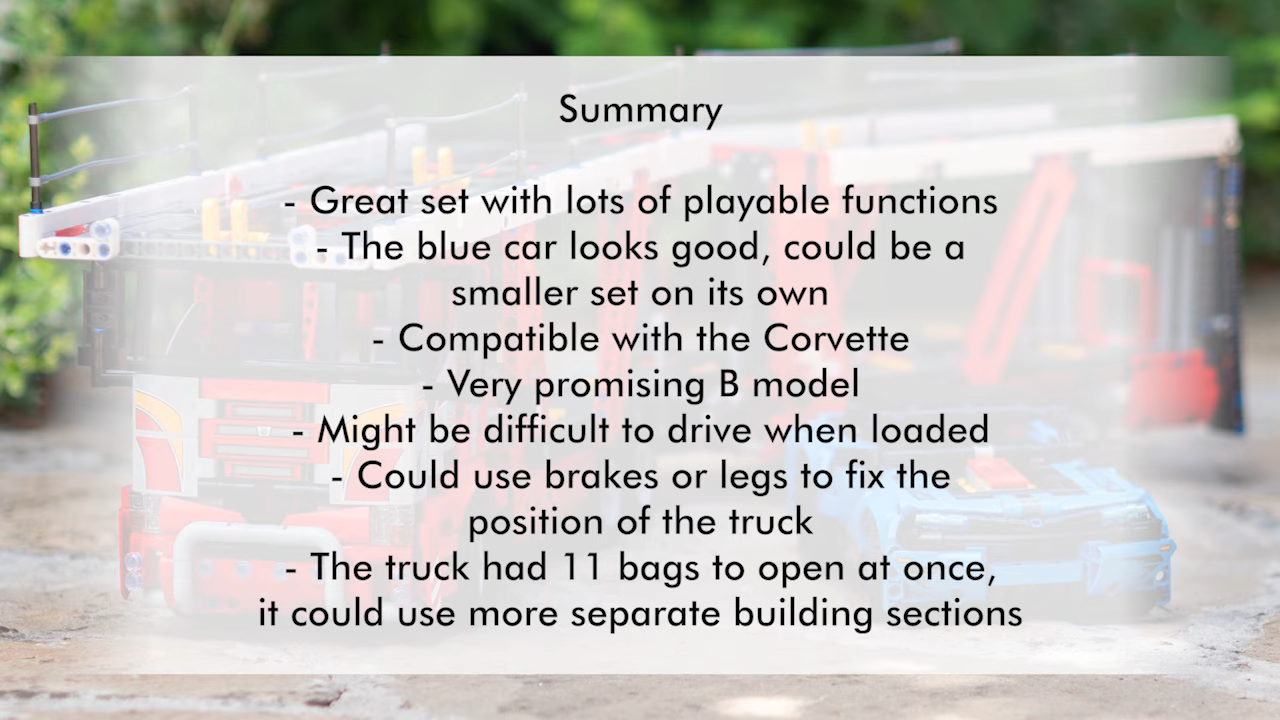 Summary
- Great set with lots of playable functions
- The blue car looks good, could be a
smaller set on its own
- Compatible with the Corvette
- Very promising B model
- Might be difficult to drive when loaded
- Could use brakes or legs to fix the
position of the truck
- The truck had 11 bags to open at once,
it could use more separate building sections